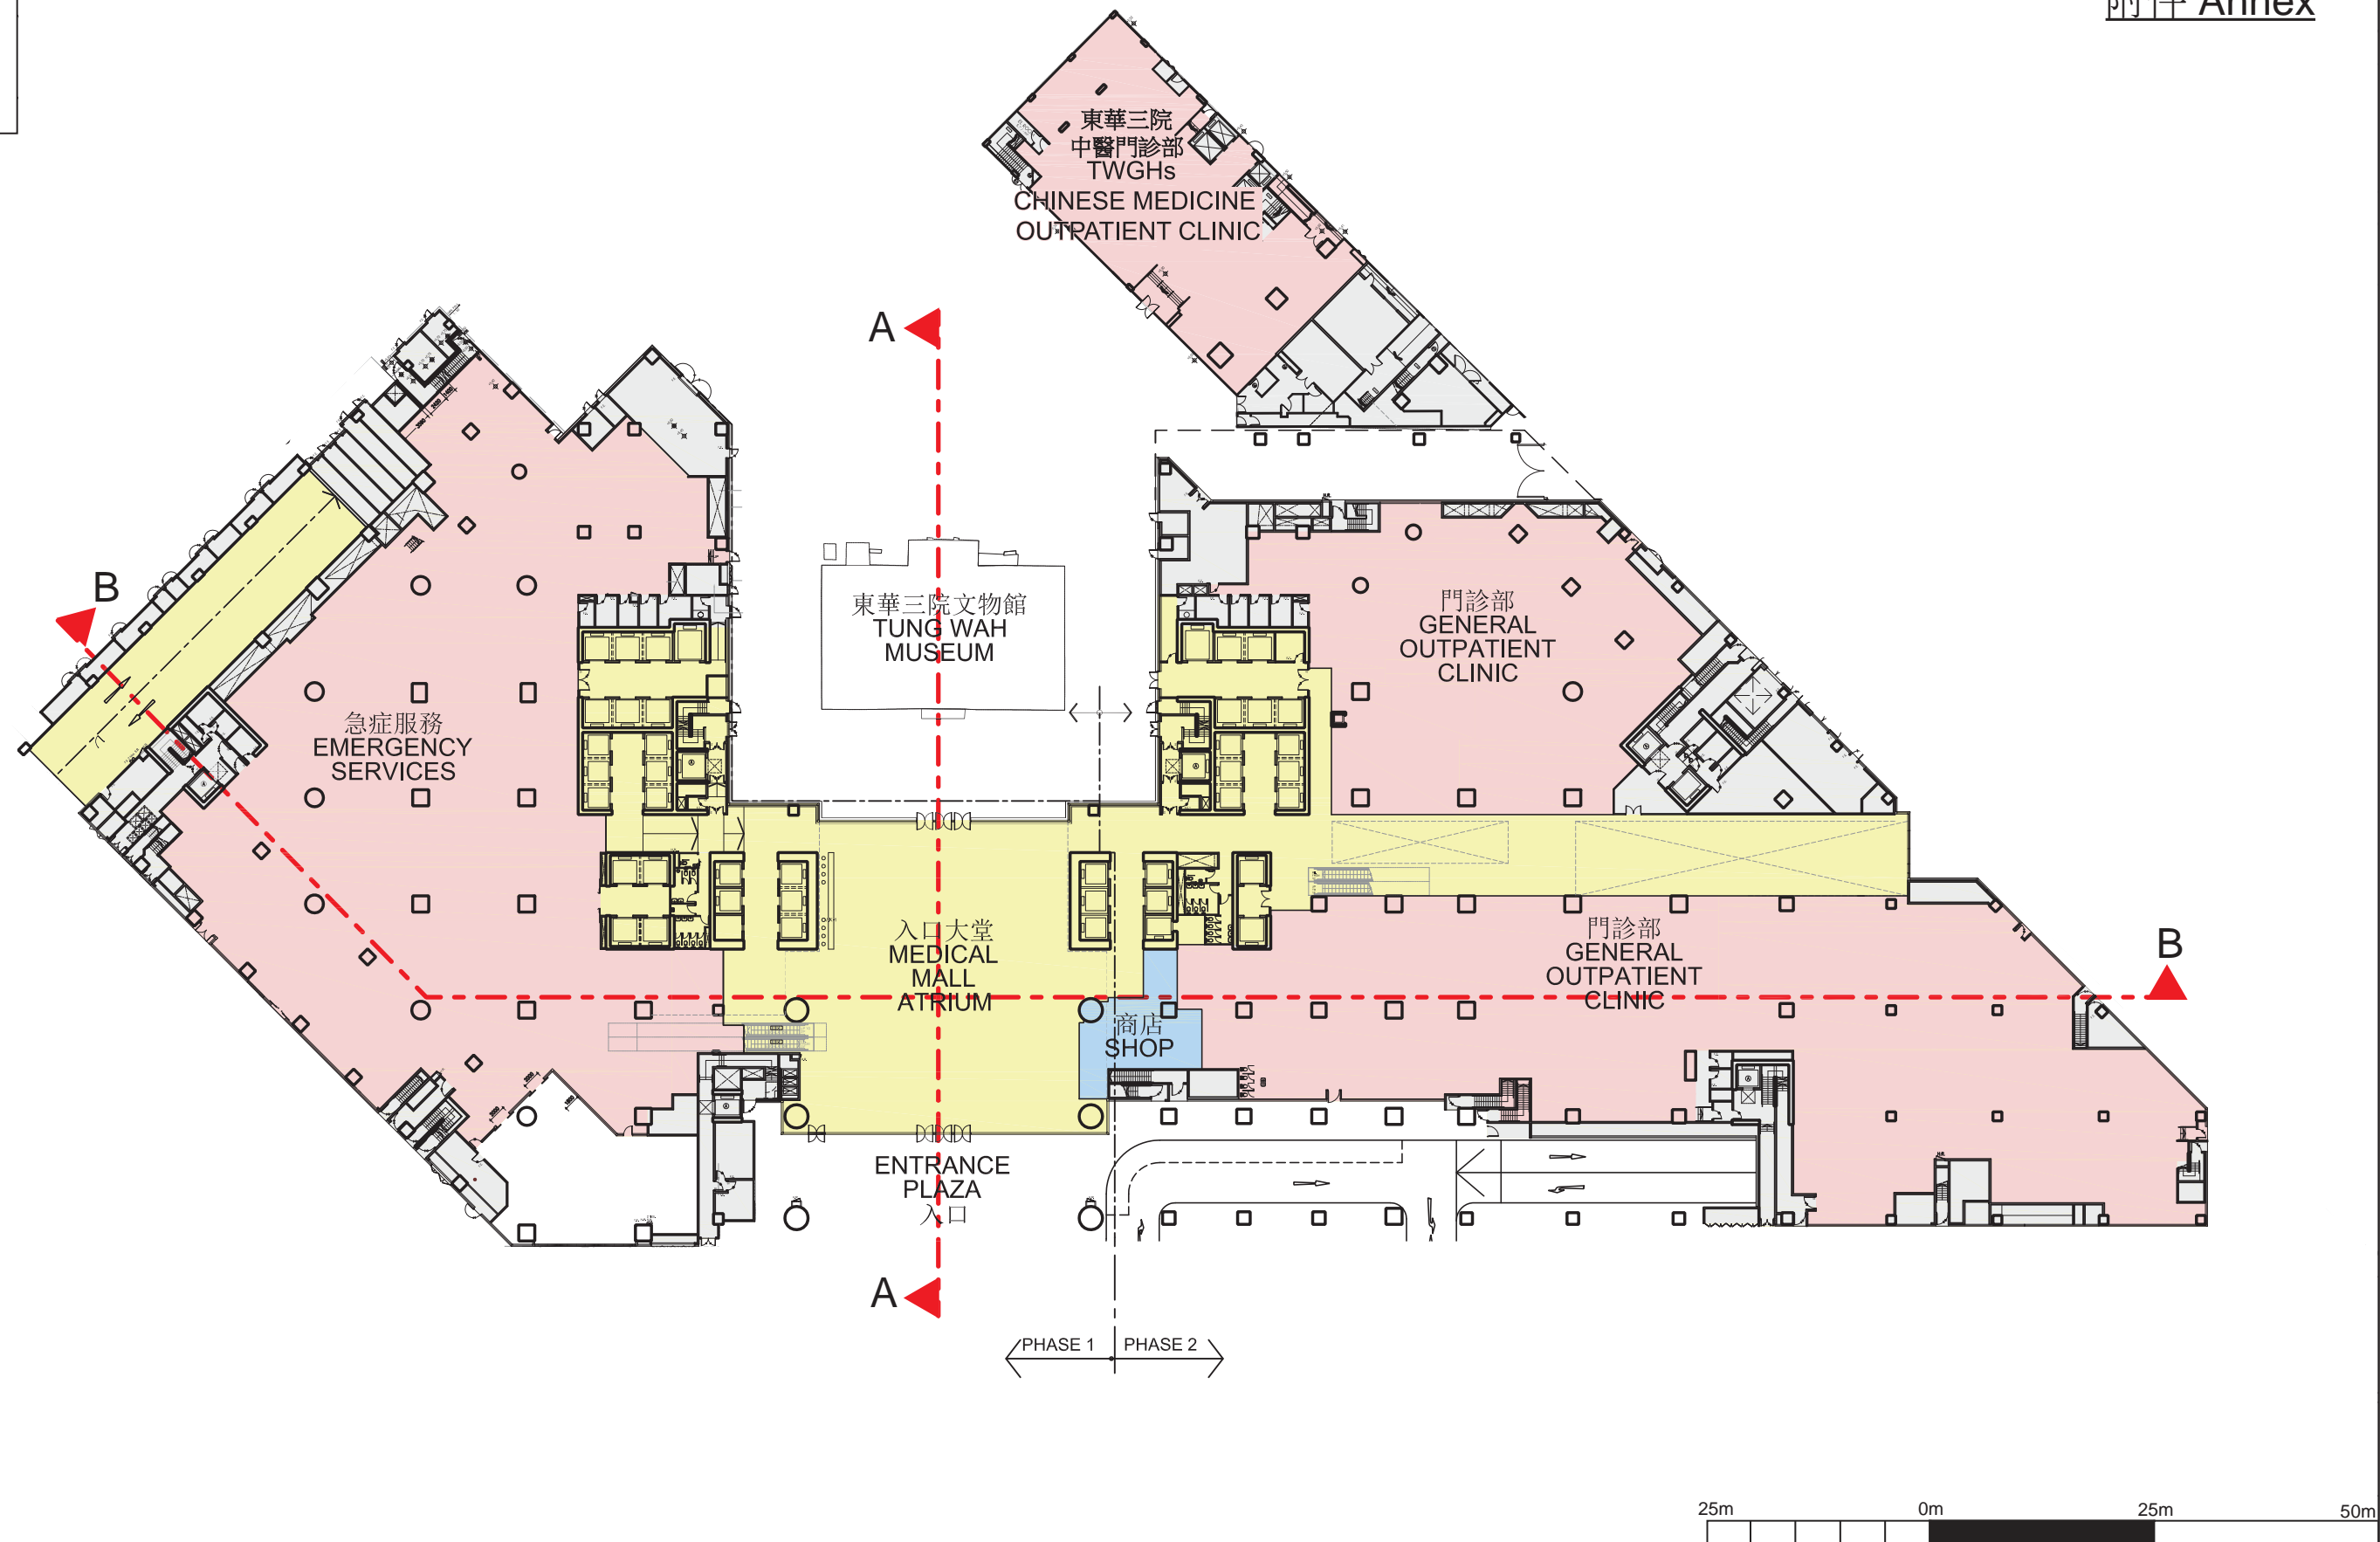 附件 Annex
東華三院
中醫門診部
TWGHs
CHINESE MEDICINE
OUTPATIENT CLINIC
A
B
東華三院文物館
TUNG WAH
MUSEUM
門診部
GENERAL
OUTPATIENT
CLINIC
急症服務
EMERGENCY
SERVICES
入口大堂
MEDICAL
MALL
ATRIUM
門診部
GENERAL
OUTPATIENT
CLINIC
B
商店
SHOP
ENTRANCE
PLAZA
入口
A
PHASE 1
PHASE 2
25m 0m 25m 50m